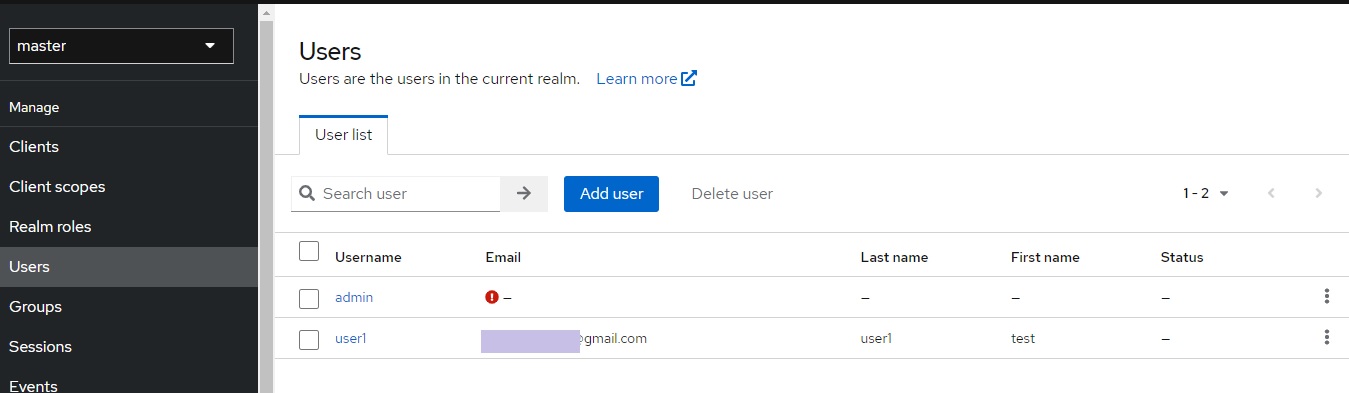 master
Manage
Clients
Client scopes
Realm roles
Users
Groups
Sessions
Events
Users
Users are the users in the current realm. Learn more
User list
Search user Add user Delete user 1 - 2
Username Email Last name First name Status
admin – – – –
user1 @gmail.com user1 test –